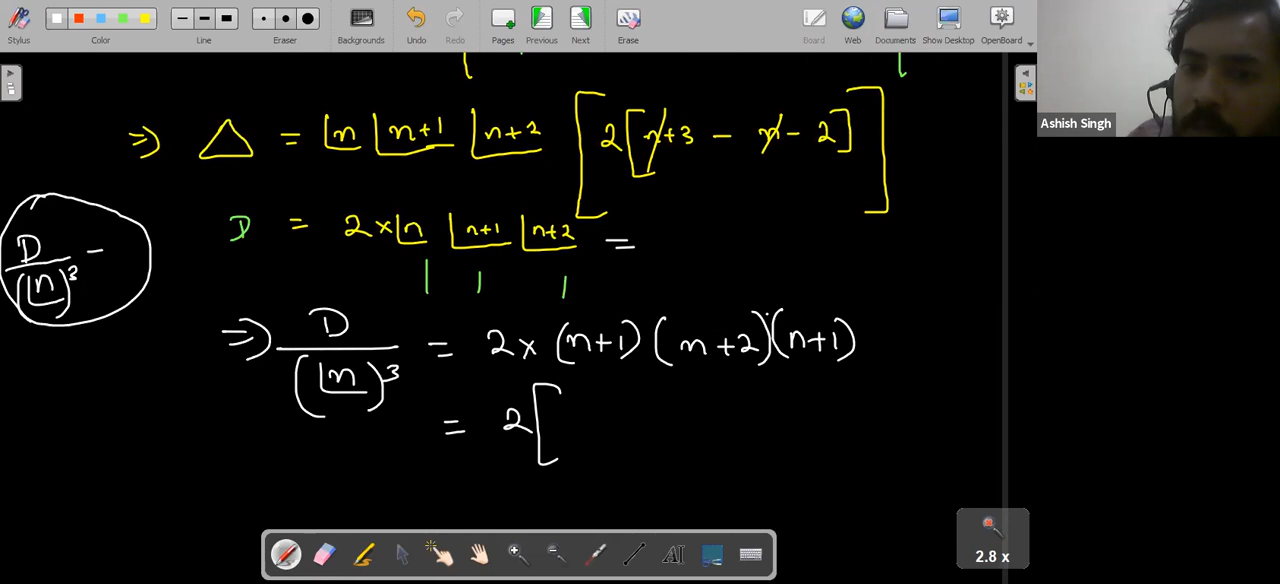 Stylus Color Line Eraser Backgrounds Undo Redo Pages Previous Next Erase Board Web Documents Show Desktop OpenBoard
Ashish Singh
⇒ △ = ⌊n ⌊n+1 ⌊n+2 [2[n+3 - n - 2]]
D = 2×⌊n ⌊n+1 ⌊n+2 =
D/(⌊n)³ -
⇒ D/(⌊n)³ = 2×(n+1)(n+2)(n+1)
= 2[
2.8 x